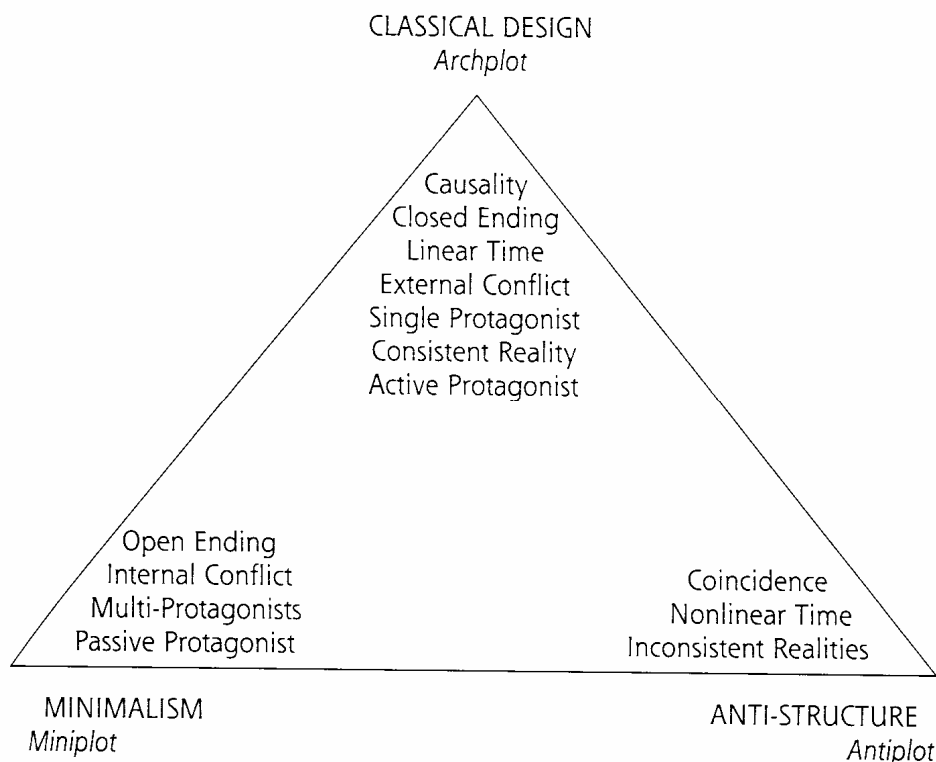 CLASSICAL DESIGN
Archplot
Causality
Closed Ending
Linear Time
External Conflict
Single Protagonist
Consistent Reality
Active Protagonist
Open Ending
Internal Conflict
Multi-Protagonists
Passive Protagonist
Coincidence
Nonlinear Time
Inconsistent Realities
MINIMALISM
Miniplot
ANTI-STRUCTURE
Antiplot